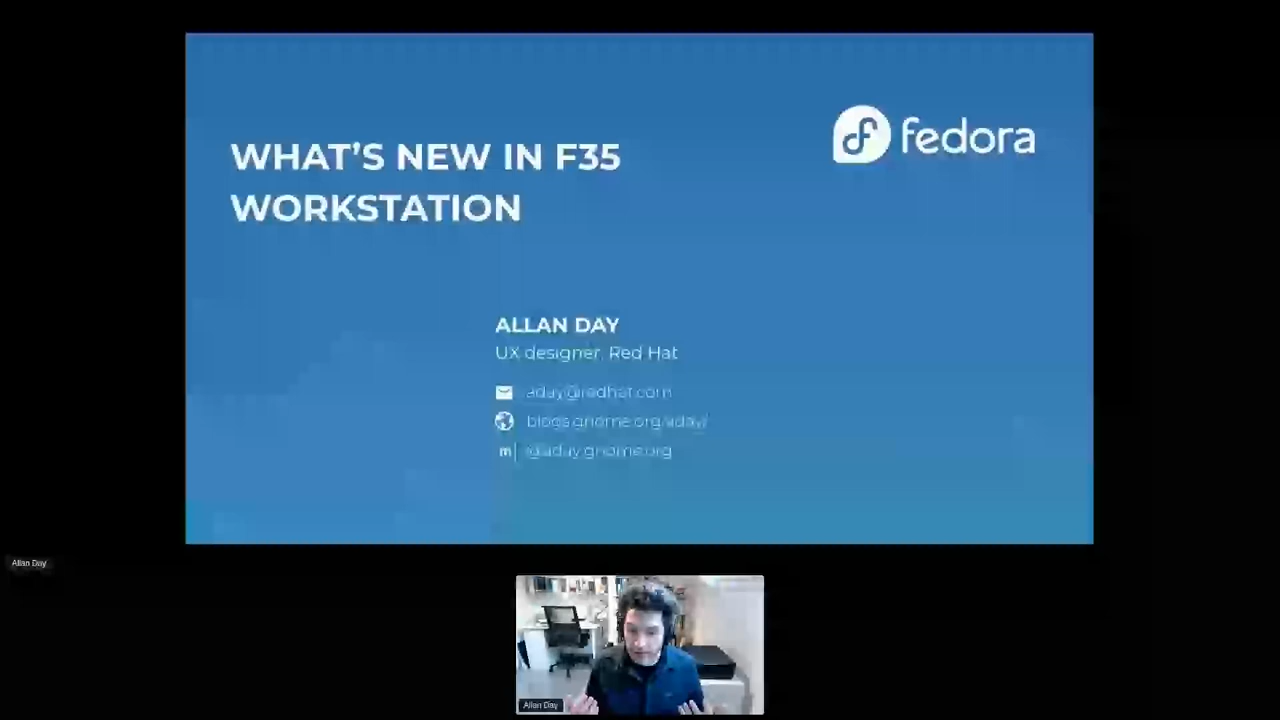 WHAT'S NEW IN F35
WORKSTATION
fedora
ALLAN DAY
UX designer, Red Hat
aday@redhat.com
blogs.gnome.org/aday/
@aday:gnome.org
Allan Day
Allan Day